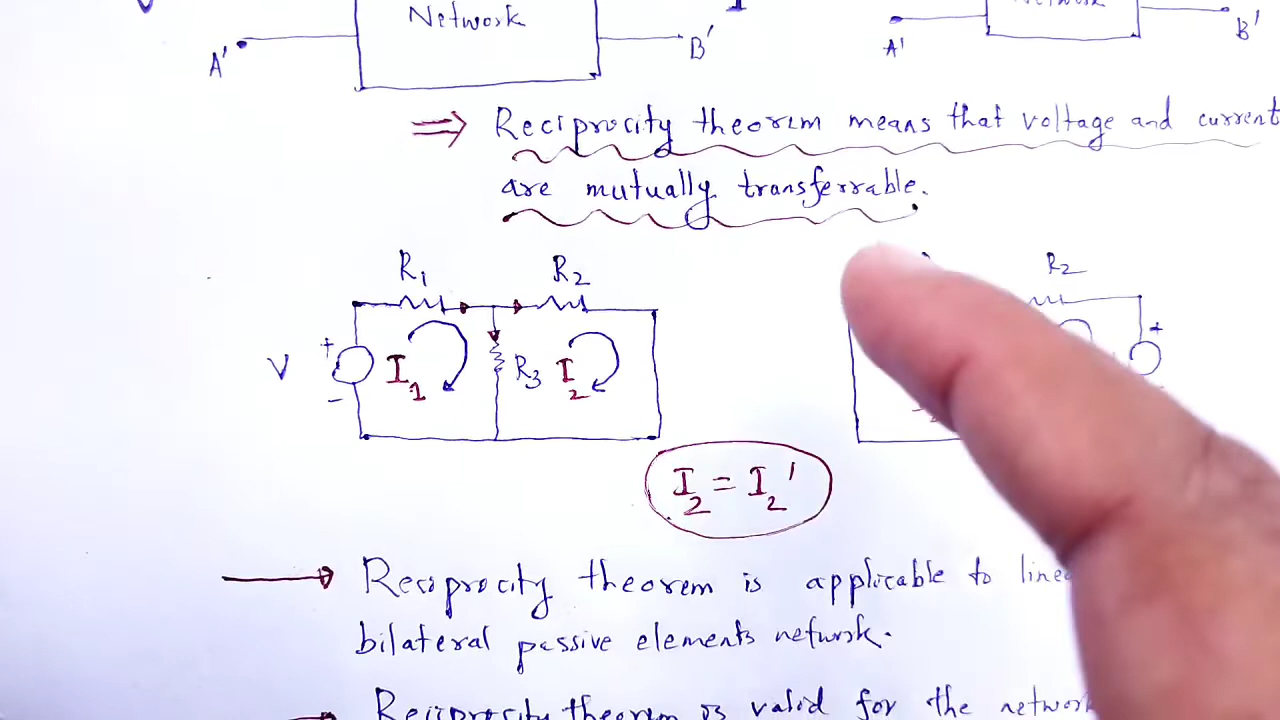 Network
A'
B'
A'
B'
⇒ Reciprocity theorem means that voltage and current
are mutually transferrable.
R1 R2
R2
V + - I1 R3 I2
+
I2 = I2'
→ Reciprocity theorem is applicable to
bilateral passive elements network.
→ Reciprocity theorem is valid for the network